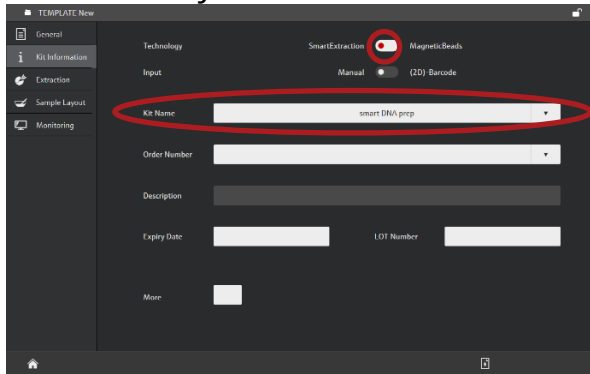 TEMPLATE New
General
Kit Information
Extraction
Sample Layout
Monitoring
Technology SmartExtraction MagneticBeads
Input Manual (2D)-Barcode
Kit Name smart DNA prep
Order Number
Description
Expiry Date LOT Number
More